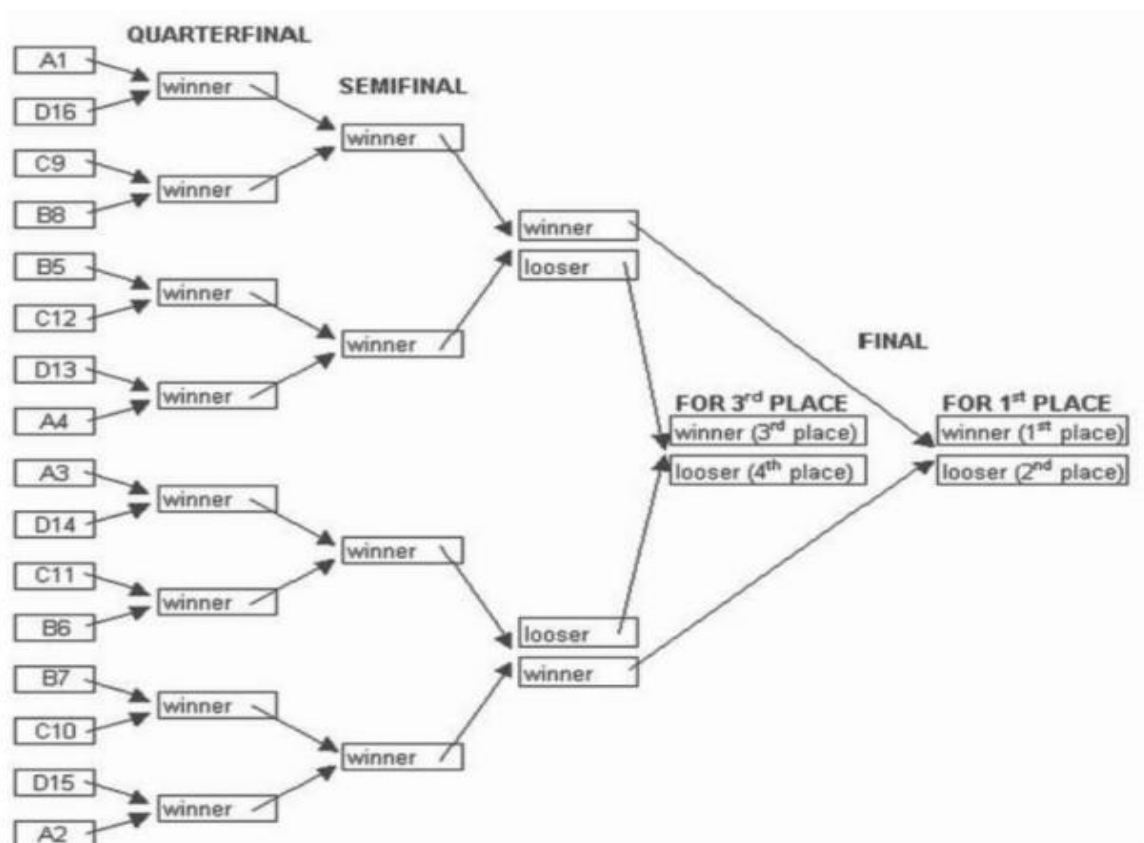 QUARTERFINAL
SEMIFINAL
FINAL
A1
D16
C9
B8
B5
C12
D13
A4
A3
D14
C11
B6
B7
C10
D15
A2
winner
winner
winner
winner
winner
winner
winner
winner
winner
winner
winner
winner
winner
looser
looser
winner
FOR 3rd PLACE
winner (3rd place)
looser (4th place)
FOR 1st PLACE
winner (1st place)
looser (2nd place)